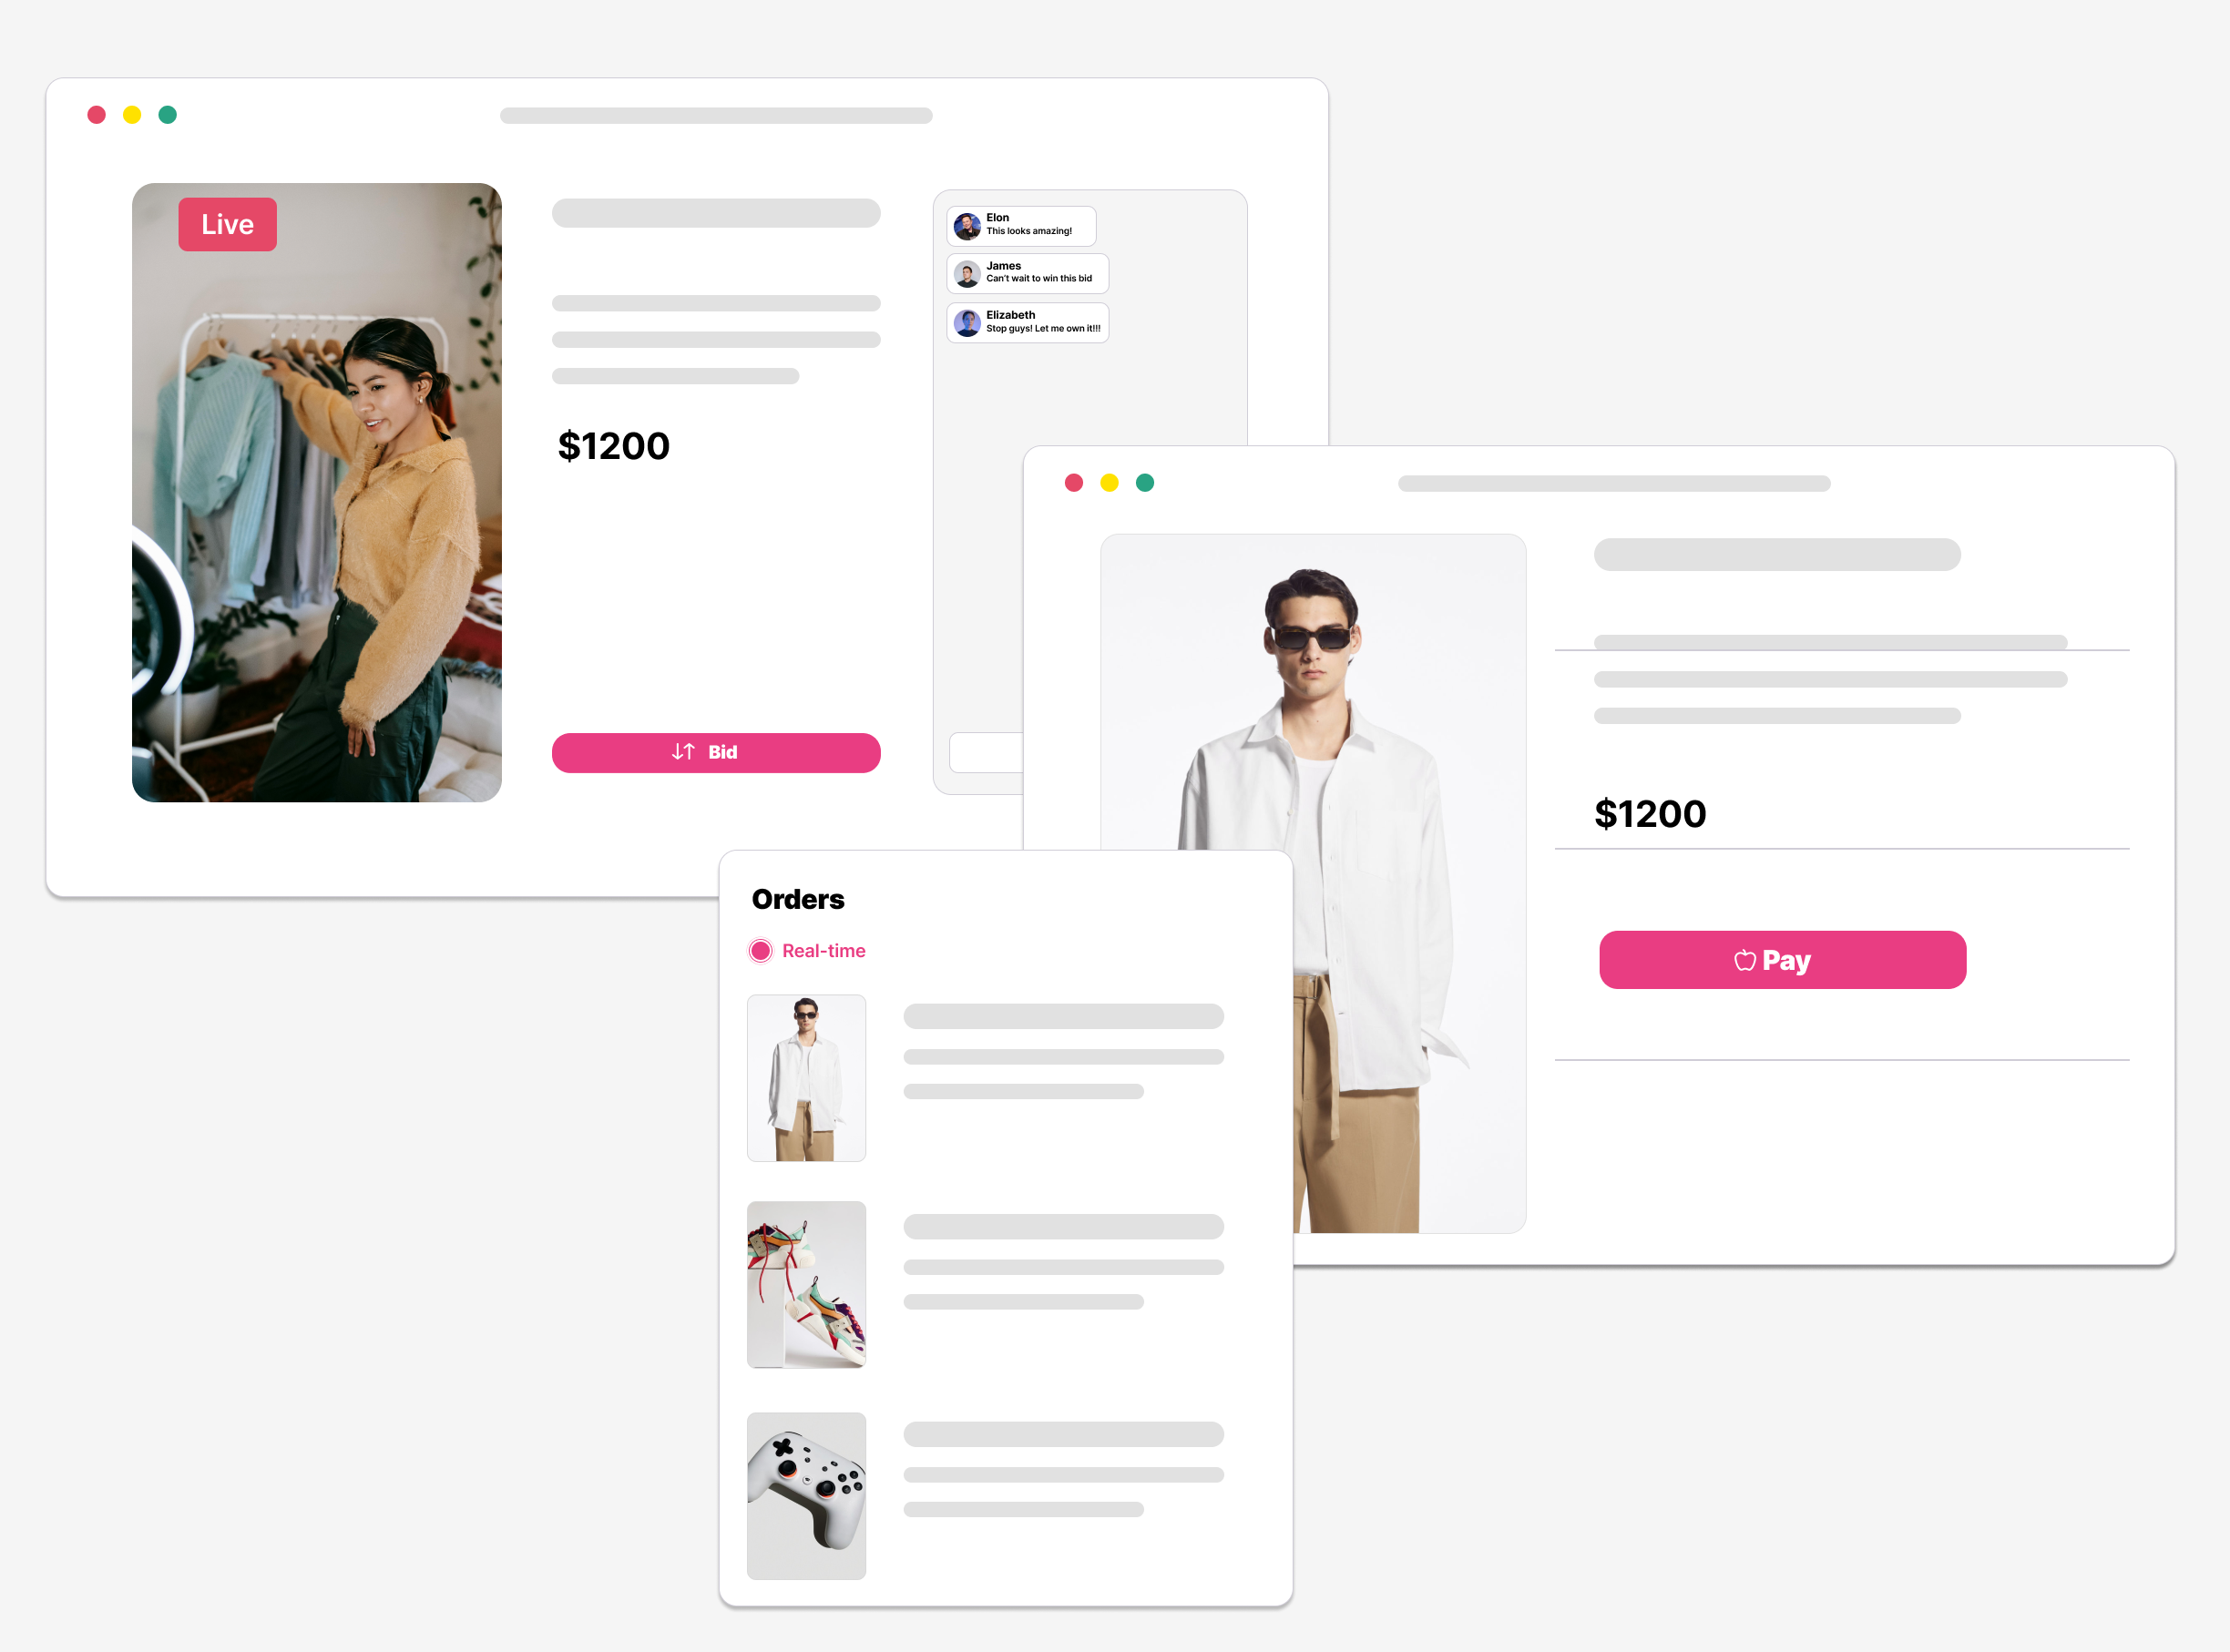 Live
$1200
Bid
Elon
This looks amazing!
James
Can't wait to win this bid
Elizabeth
Stop guys! Let me own it!!!
$1200
Pay
Orders
Real-time